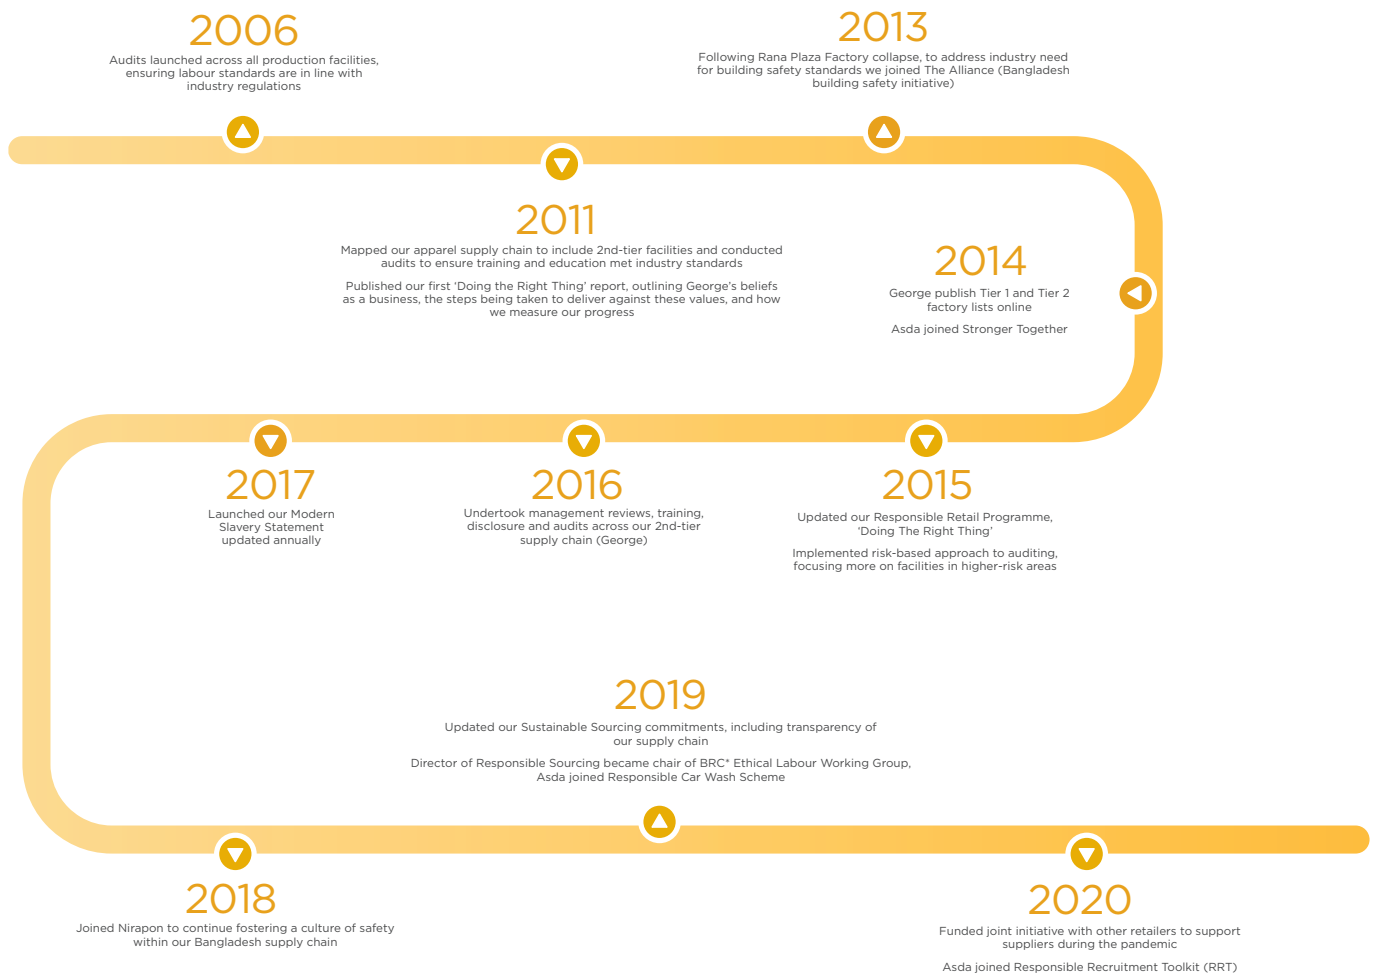 2006
Audits launched across all production facilities,
ensuring labour standards are in line with
industry regulations
2013
Following Rana Plaza Factory collapse, to address industry need
for building safety standards we joined The Alliance (Bangladesh
building safety initiative)
2011
Mapped our apparel supply chain to include 2nd-tier facilities and conducted
audits to ensure training and education met industry standards
Published our first ‘Doing the Right Thing’ report, outlining George’s beliefs
as a business, the steps being taken to deliver against these values, and how
we measure our progress
2014
George publish Tier 1 and Tier 2
factory lists online
Asda joined Stronger Together
2015
Updated our Responsible Retail Programme,
‘Doing The Right Thing’
Implemented risk-based approach to auditing,
focusing more on facilities in higher-risk areas
2016
Undertook management reviews, training,
disclosure and audits across our 2nd-tier
supply chain (George)
2017
Launched our Modern
Slavery Statement
updated annually
2018
Joined Nirapon to continue fostering a culture of safety
within our Bangladesh supply chain
2019
Updated our Sustainable Sourcing commitments, including transparency of
our supply chain
Director of Responsible Sourcing became chair of BRC* Ethical Labour Working Group,
Asda joined Responsible Car Wash Scheme
2020
Funded joint initiative with other retailers to support
suppliers during the pandemic
Asda joined Responsible Recruitment Toolkit (RRT)